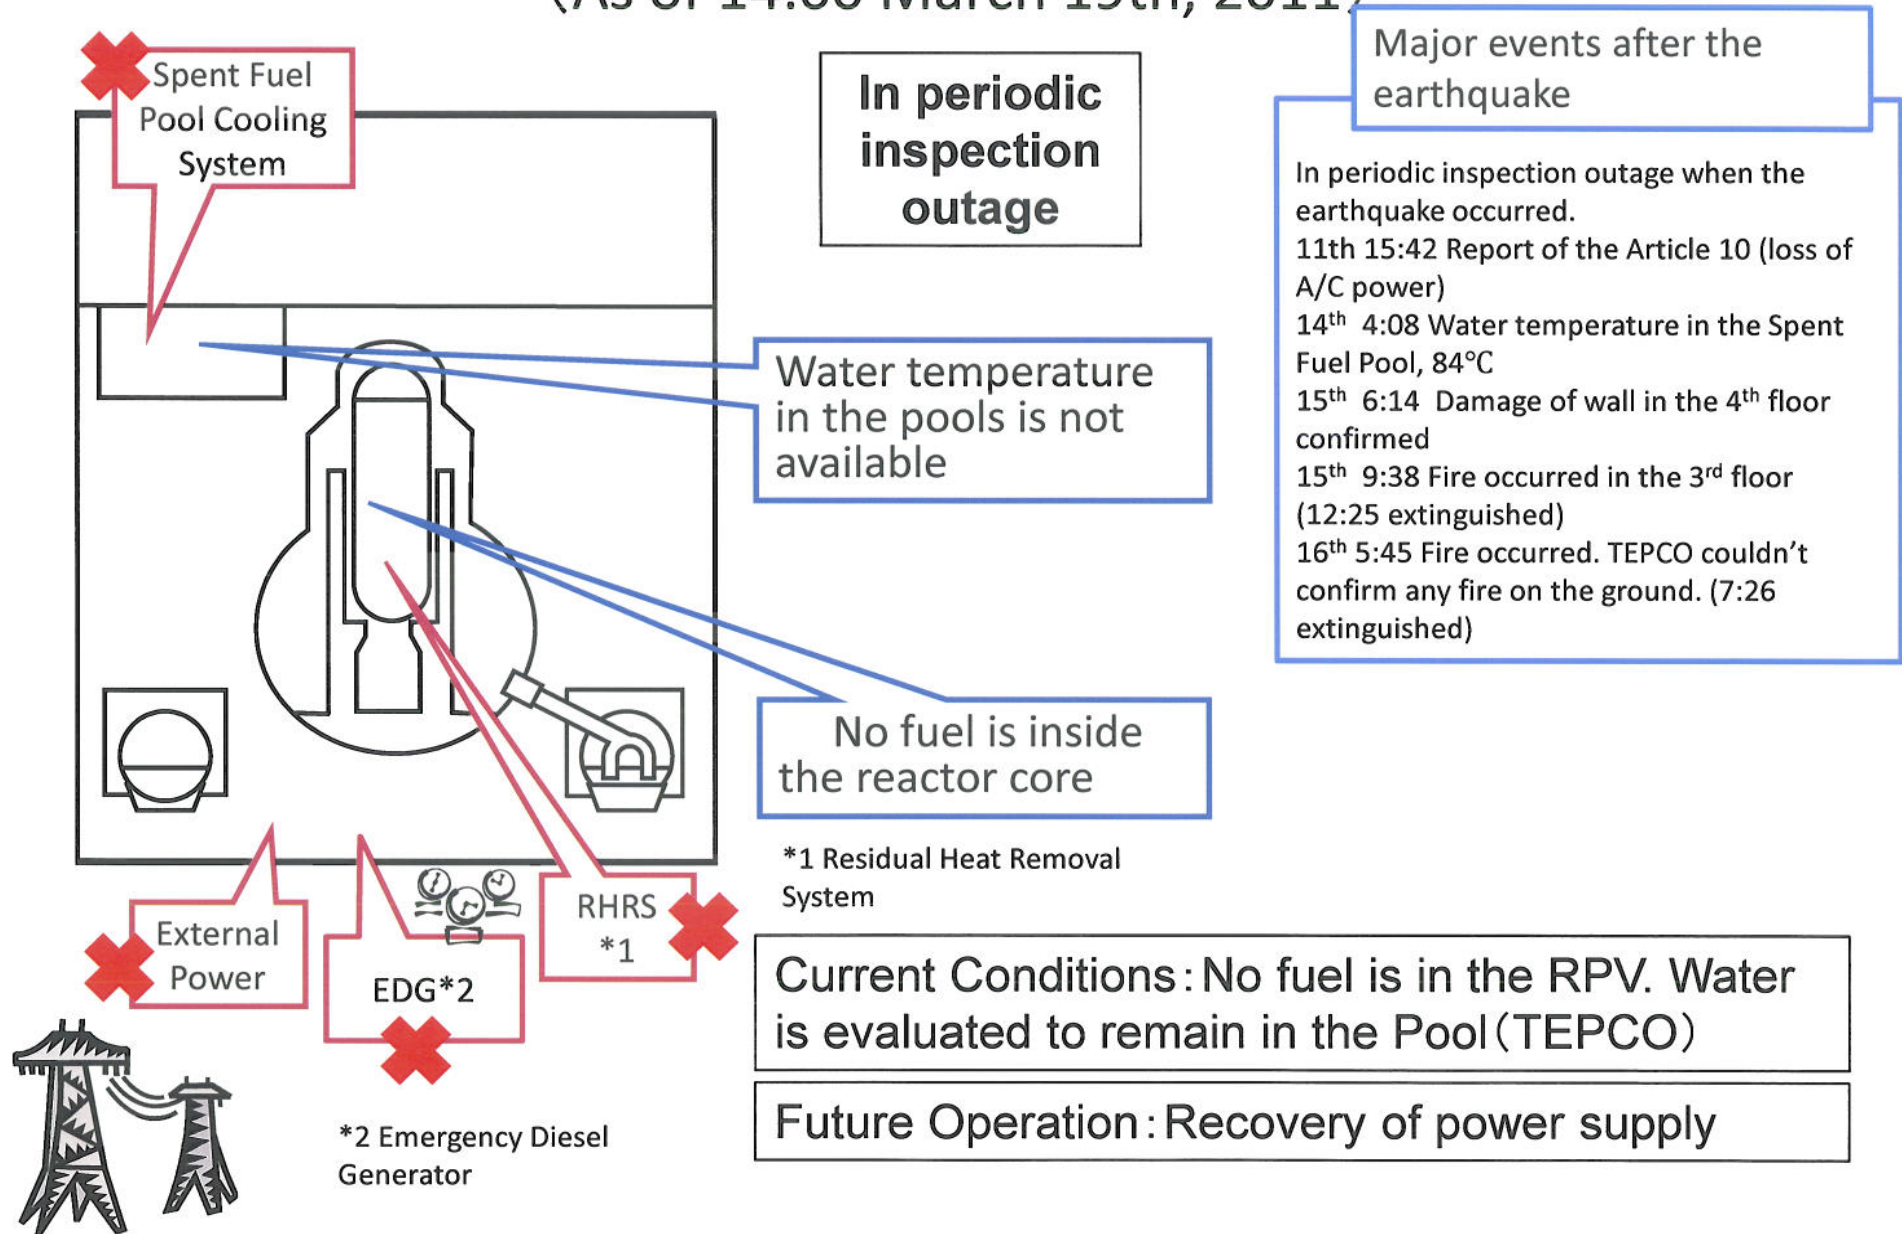 (As of 14:00 March 19th, 2011)
Spent Fuel
Pool Cooling
System
In periodic
inspection
outage
Major events after the
earthquake
In periodic inspection outage when the
earthquake occurred.
11th 15:42 Report of the Article 10 (loss of
A/C power)
14th 4:08 Water temperature in the Spent
Fuel Pool, 84℃
15th 6:14 Damage of wall in the 4th floor
confirmed
15th 9:38 Fire occurred in the 3rd floor
(12:25 extinguished)
16th 5:45 Fire occurred. TEPCO couldn't
confirm any fire on the ground. (7:26
extinguished)
Water temperature
in the pools is not
available
No fuel is inside
the reactor core
*1 Residual Heat Removal
System
RHRS
*1
External
Power
EDG*2
*2 Emergency Diesel
Generator
Current Conditions:No fuel is in the RPV. Water
is evaluated to remain in the Pool(TEPCO)
Future Operation:Recovery of power supply